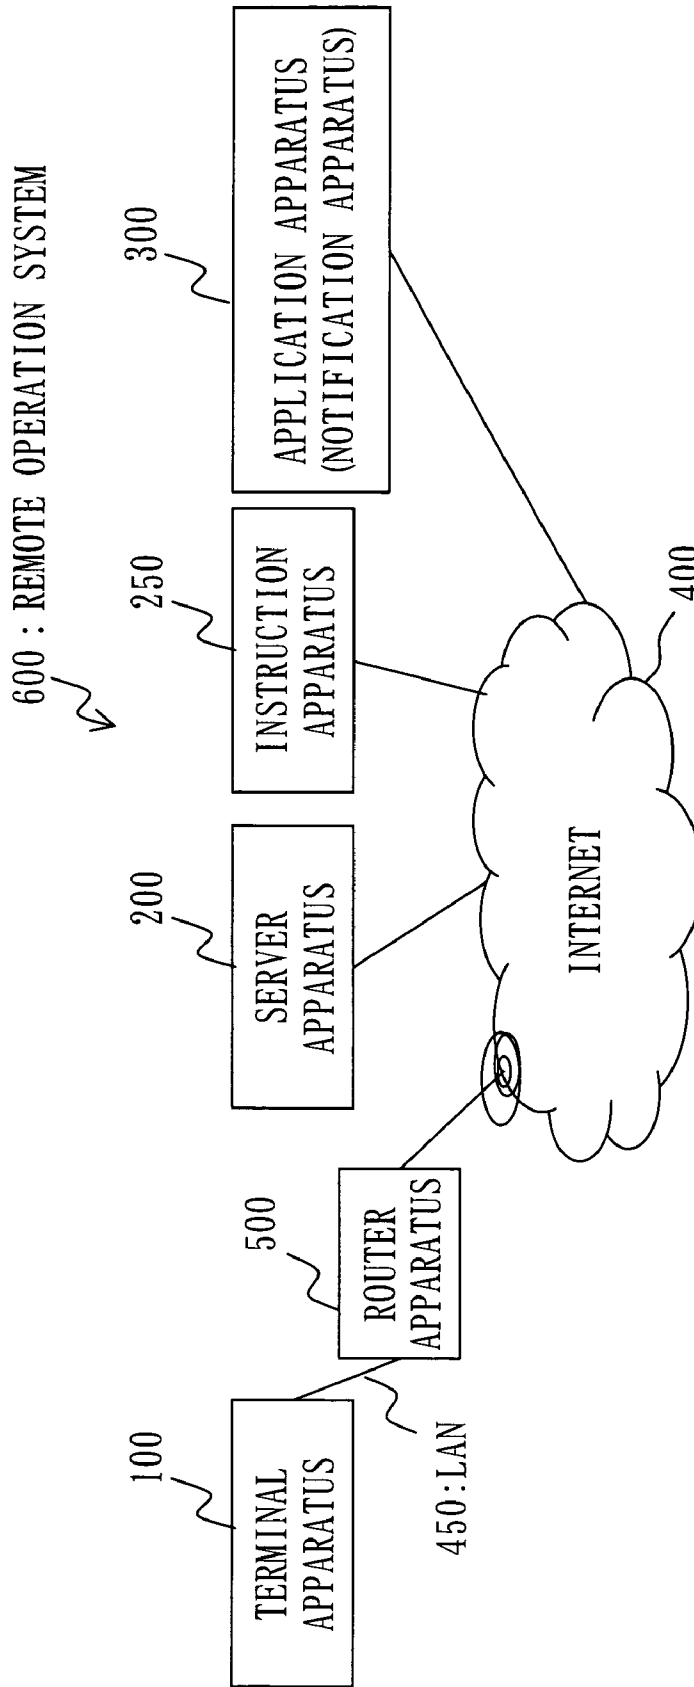 600 : REMOTE OPERATION SYSTEM
100
TERMINAL
APPARATUS
450:LAN
500
ROUTER
APPARATUS
200
SERVER
APPARATUS
250
INSTRUCTION
APPARATUS
300
APPLICATION APPARATUS
(NOTIFICATION APPARATUS)
INTERNET
400